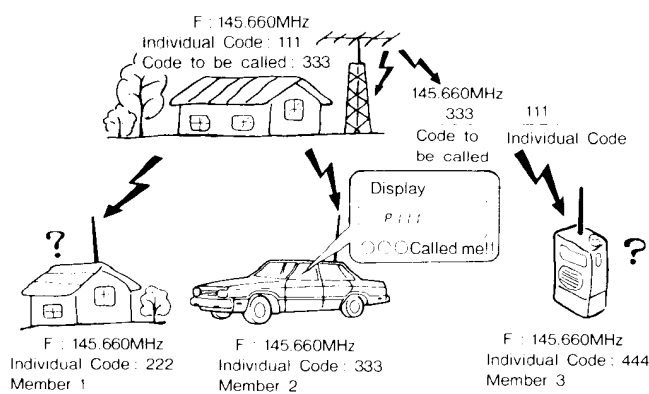 F : 145.660MHz
Individual Code : 111
Code to be called : 333
145.660MHz
333 111
Code to be called
Individual Code
Display
P111
○○○Called me!!
?
?
F : 145.660MHz
Individual Code : 222
Member 1
F : 145.660MHz
Individual Code : 333
Member 2
F : 145.660MHz
Individual Code : 444
Member 3